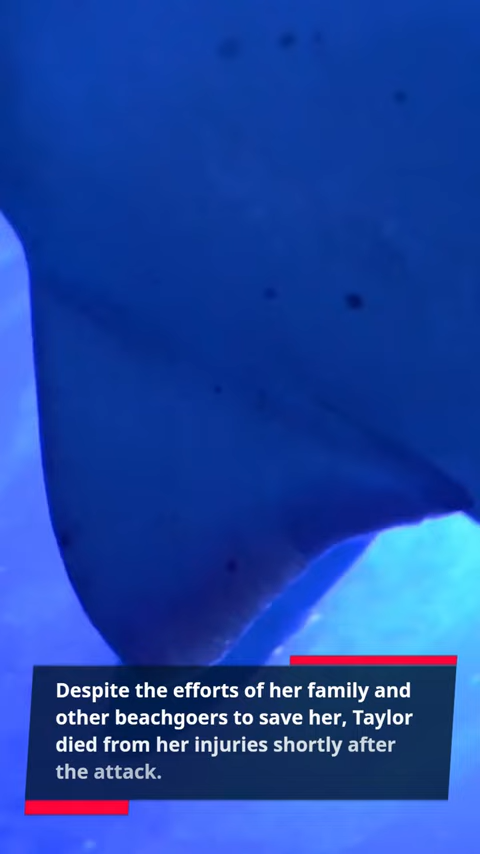 Despite the efforts of her family and
other beachgoers to save her, Taylor
died from her injuries shortly after
the attack.